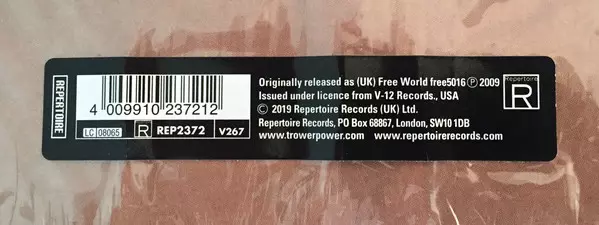 REPERTOIRE
4 009910 237212
LC 08065
R REP2372
V267
Originally released as (UK) Free World free5016 ℗ 2009
Issued under licence from V-12 Records., USA
© 2019 Repertoire Records (UK) Ltd.
Repertoire Records, PO Box 68867, London, SW10 1DB
www.trowerpower.com www.repertoirerecords.com
Repertoire
R